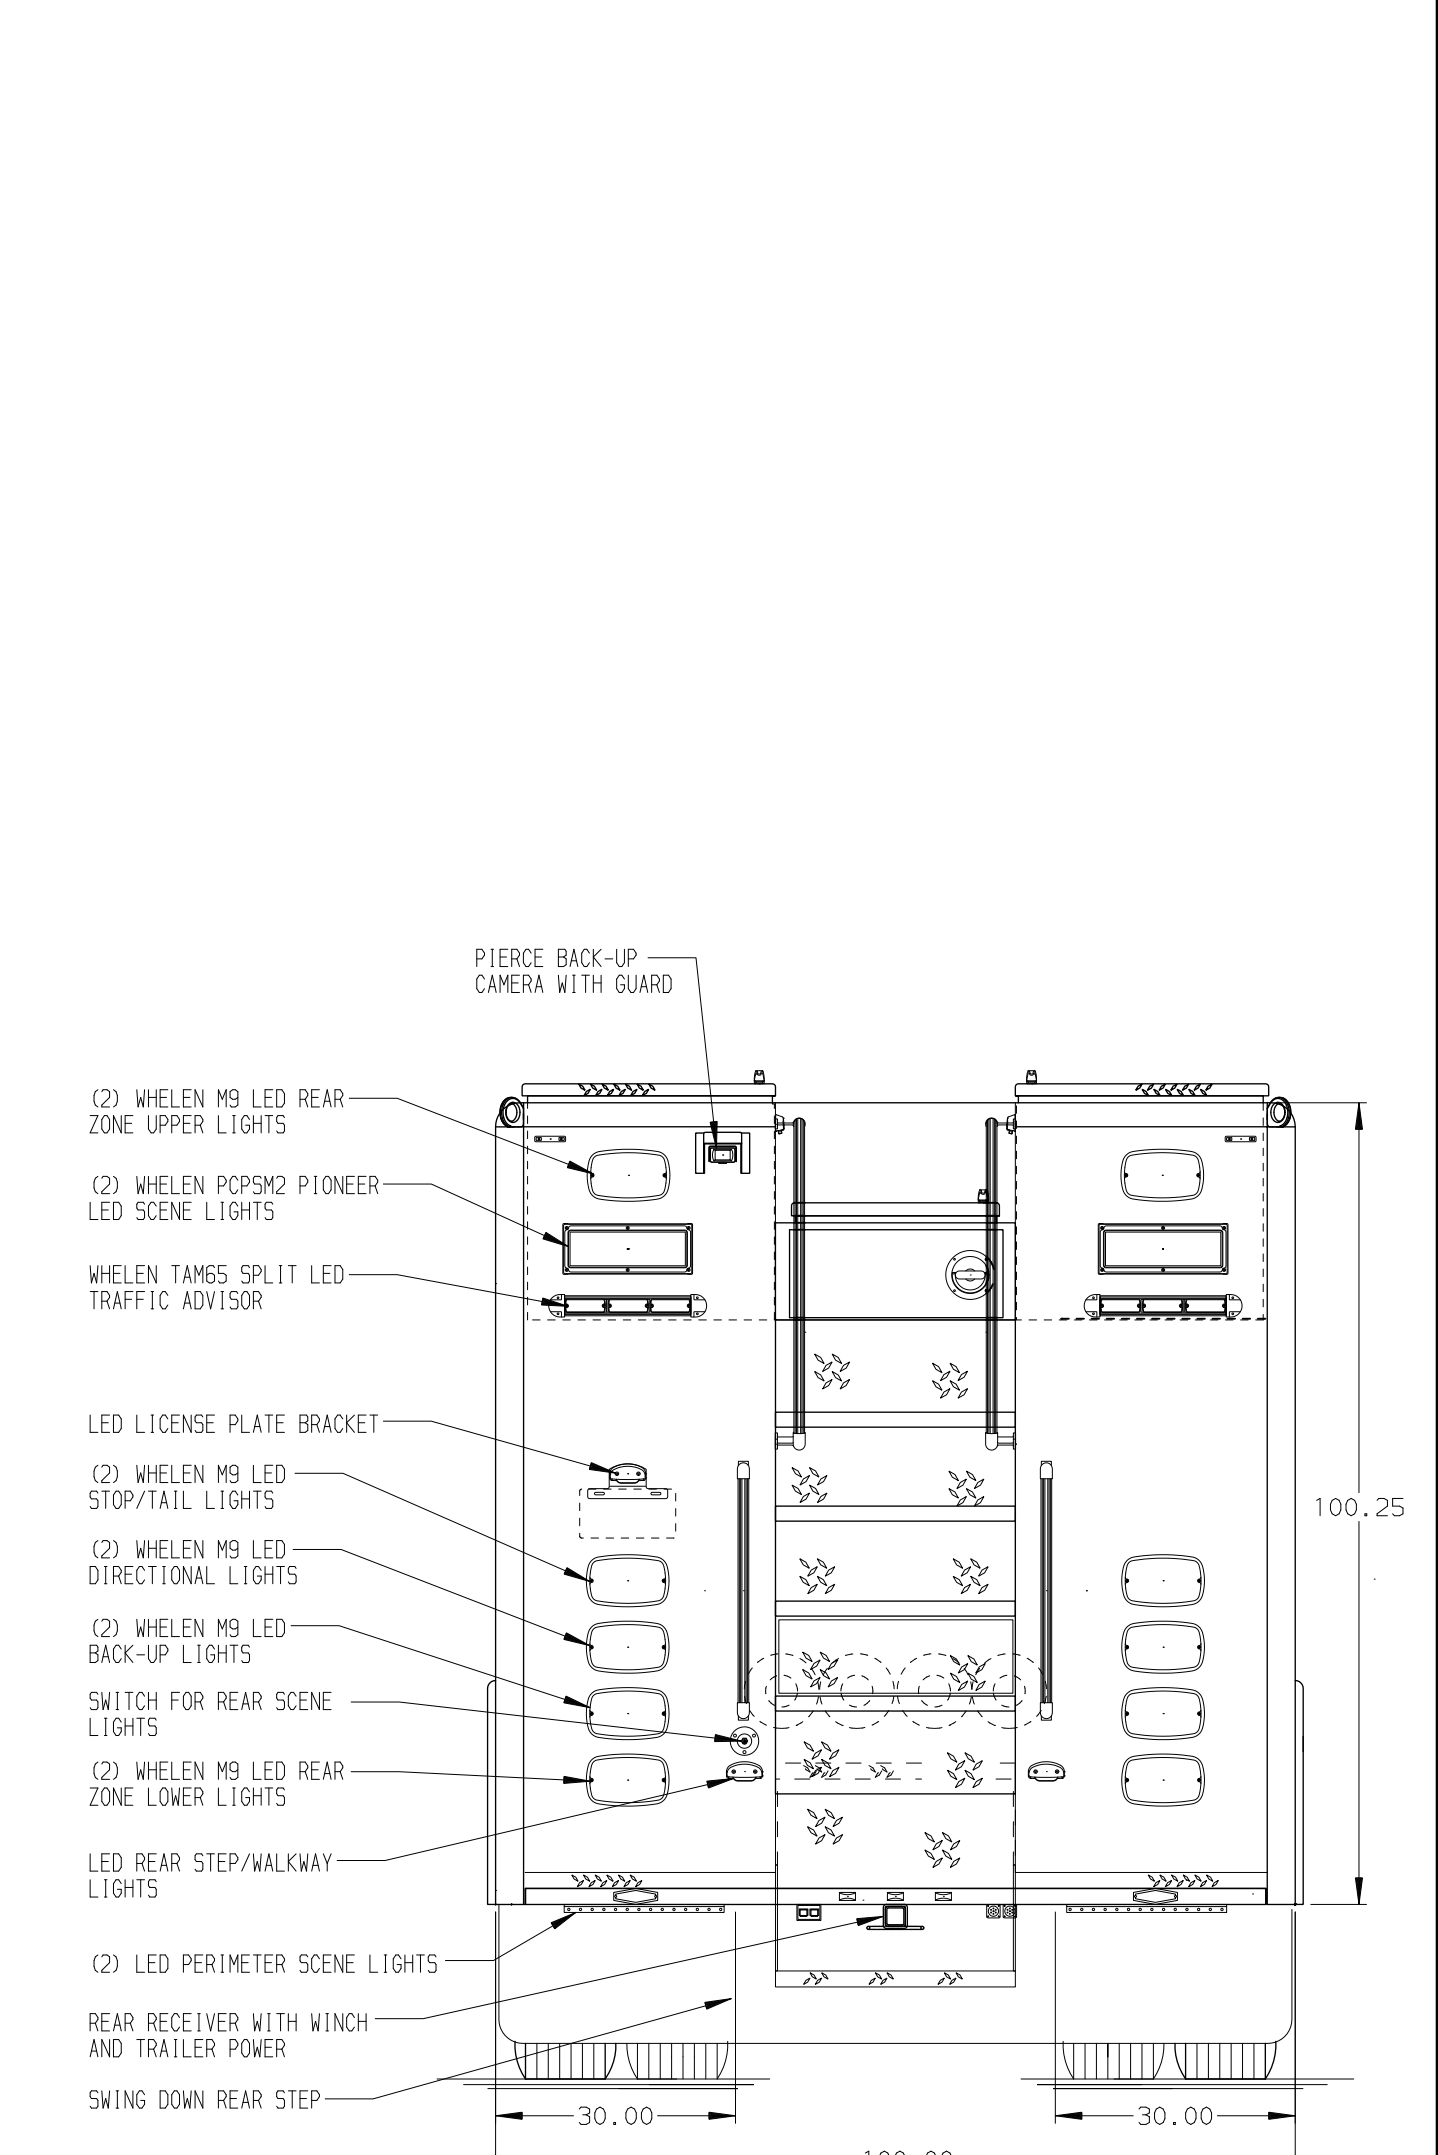 PIERCE BACK-UP
CAMERA WITH GUARD
(2) WHELEN M9 LED REAR
ZONE UPPER LIGHTS
(2) WHELEN PCPSM2 PIONEER
LED SCENE LIGHTS
WHELEN TAM65 SPLIT LED
TRAFFIC ADVISOR
LED LICENSE PLATE BRACKET
(2) WHELEN M9 LED
STOP/TAIL LIGHTS
100.25
(2) WHELEN M9 LED
DIRECTIONAL LIGHTS
(2) WHELEN M9 LED
BACK-UP LIGHTS
SWITCH FOR REAR SCENE
LIGHTS
(2) WHELEN M9 LED REAR
ZONE LOWER LIGHTS
LED REAR STEP/WALKWAY
LIGHTS
(2) LED PERIMETER SCENE LIGHTS
REAR RECEIVER WITH WINCH
AND TRAILER POWER
SWING DOWN REAR STEP
30.00
30.00